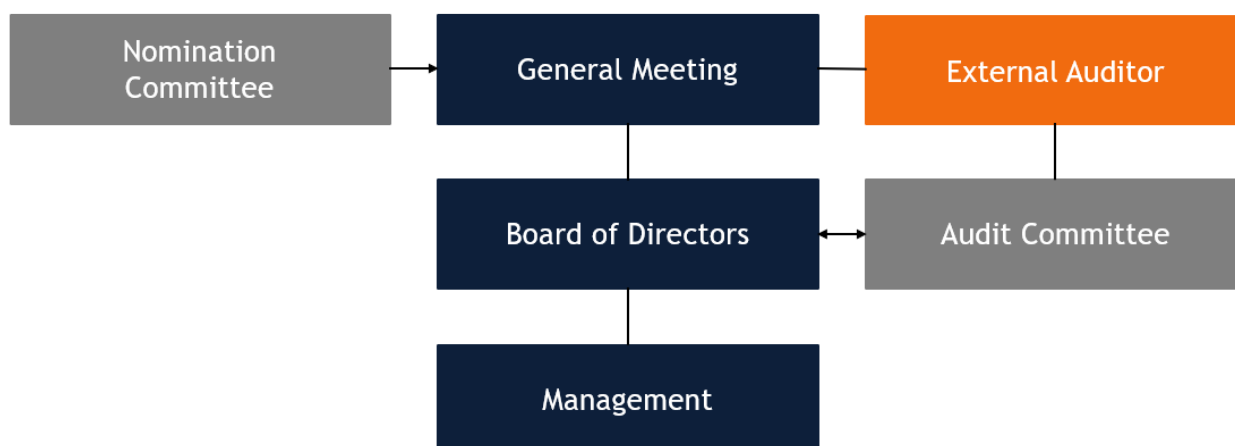 Nomination
Committee
General Meeting
External Auditor
Board of Directors
Audit Committee
Management